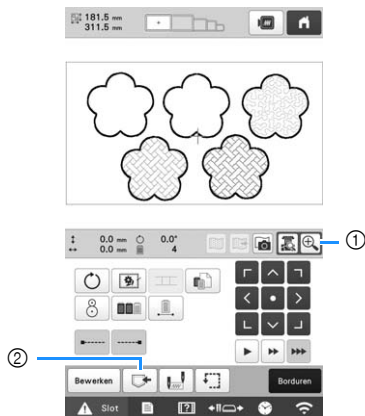 181.5 mm
311.5 mm
0.0 mm 0.0°
0.0 mm 4
①
②
Bewerken Borduren
Slot